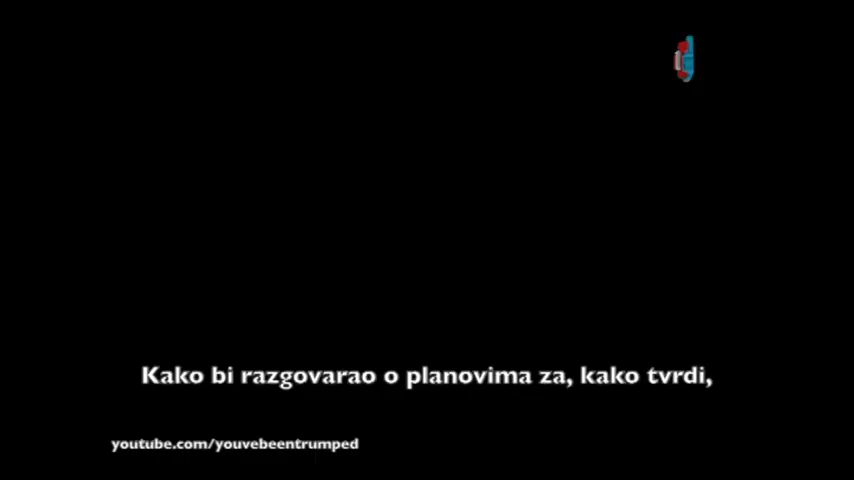 Kako bi razgovarao o planovima za, kako tvrdi,
youtube.com/youvebeentrumped